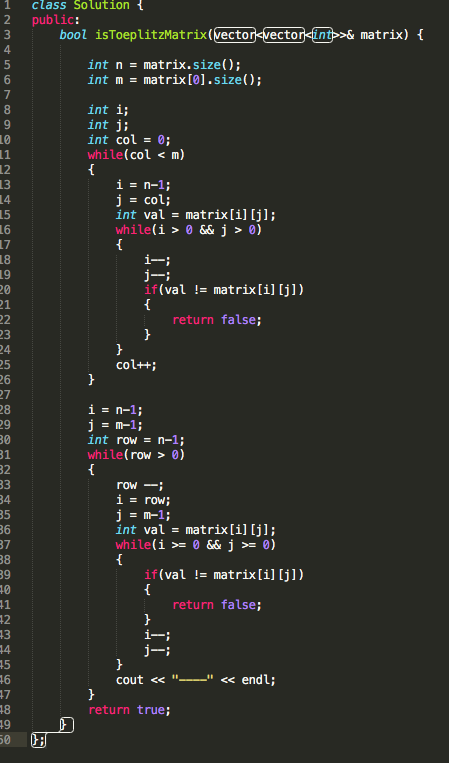 1 class Solution {
2 public:
3     bool isToeplitzMatrix(vector<vector<int>>& matrix) {
4
5         int n = matrix.size();
6         int m = matrix[0].size();
7
8         int i;
9         int j;
10         int col = 0;
11         while(col < m)
12         {
13             i = n-1;
14             j = col;
15             int val = matrix[i][j];
16             while(i > 0 && j > 0)
17             {
18                 i--;
19                 j--;
20                 if(val != matrix[i][j])
21                 {
22                     return false;
23                 }
24             }
25             col++;
26         }
27
28         i = n-1;
29         j = m-1;
30         int row = n-1;
31         while(row > 0)
32         {
33             row --;
34             i = row;
35             j = m-1;
36             int val = matrix[i][j];
37             while(i >= 0 && j >= 0)
38             {
39                 if(val != matrix[i][j])
40                 {
41                     return false;
42                 }
43                 i--;
44                 j--;
45             }
46             cout << "----" << endl;
47         }
48         return true;
49     }
50 };